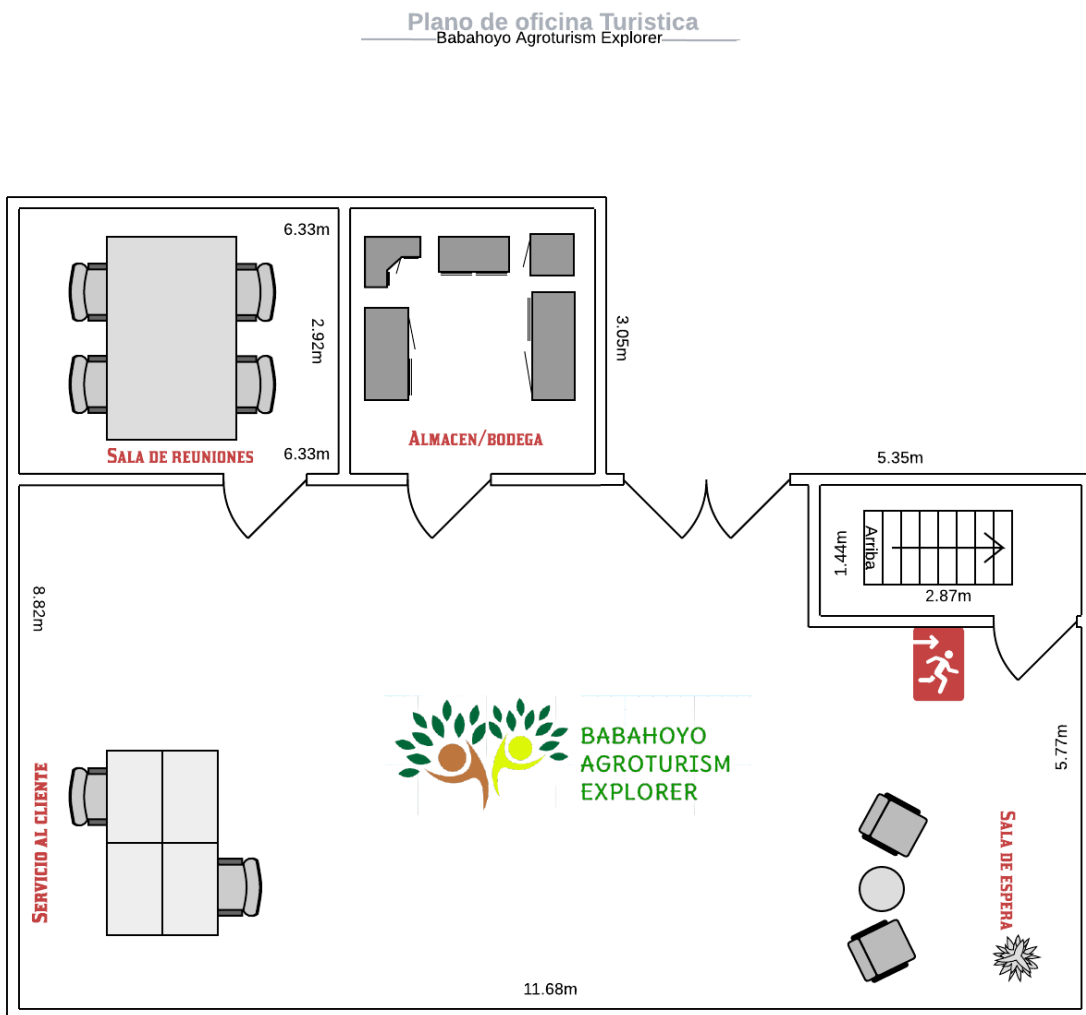 Plano de oficina Turistica
Babahoyo Agroturism Explorer
6.33m
2.92m
3.05m
ALMACEN/BODEGA
SALA DE REUNIONES
6.33m
5.35m
1.44m
Arriba
2.87m
8.82m
BABAHOYO
AGROTURISM
EXPLORER
5.77m
SERVICIO AL CLIENTE
SALA DE ESPERA
11.68m